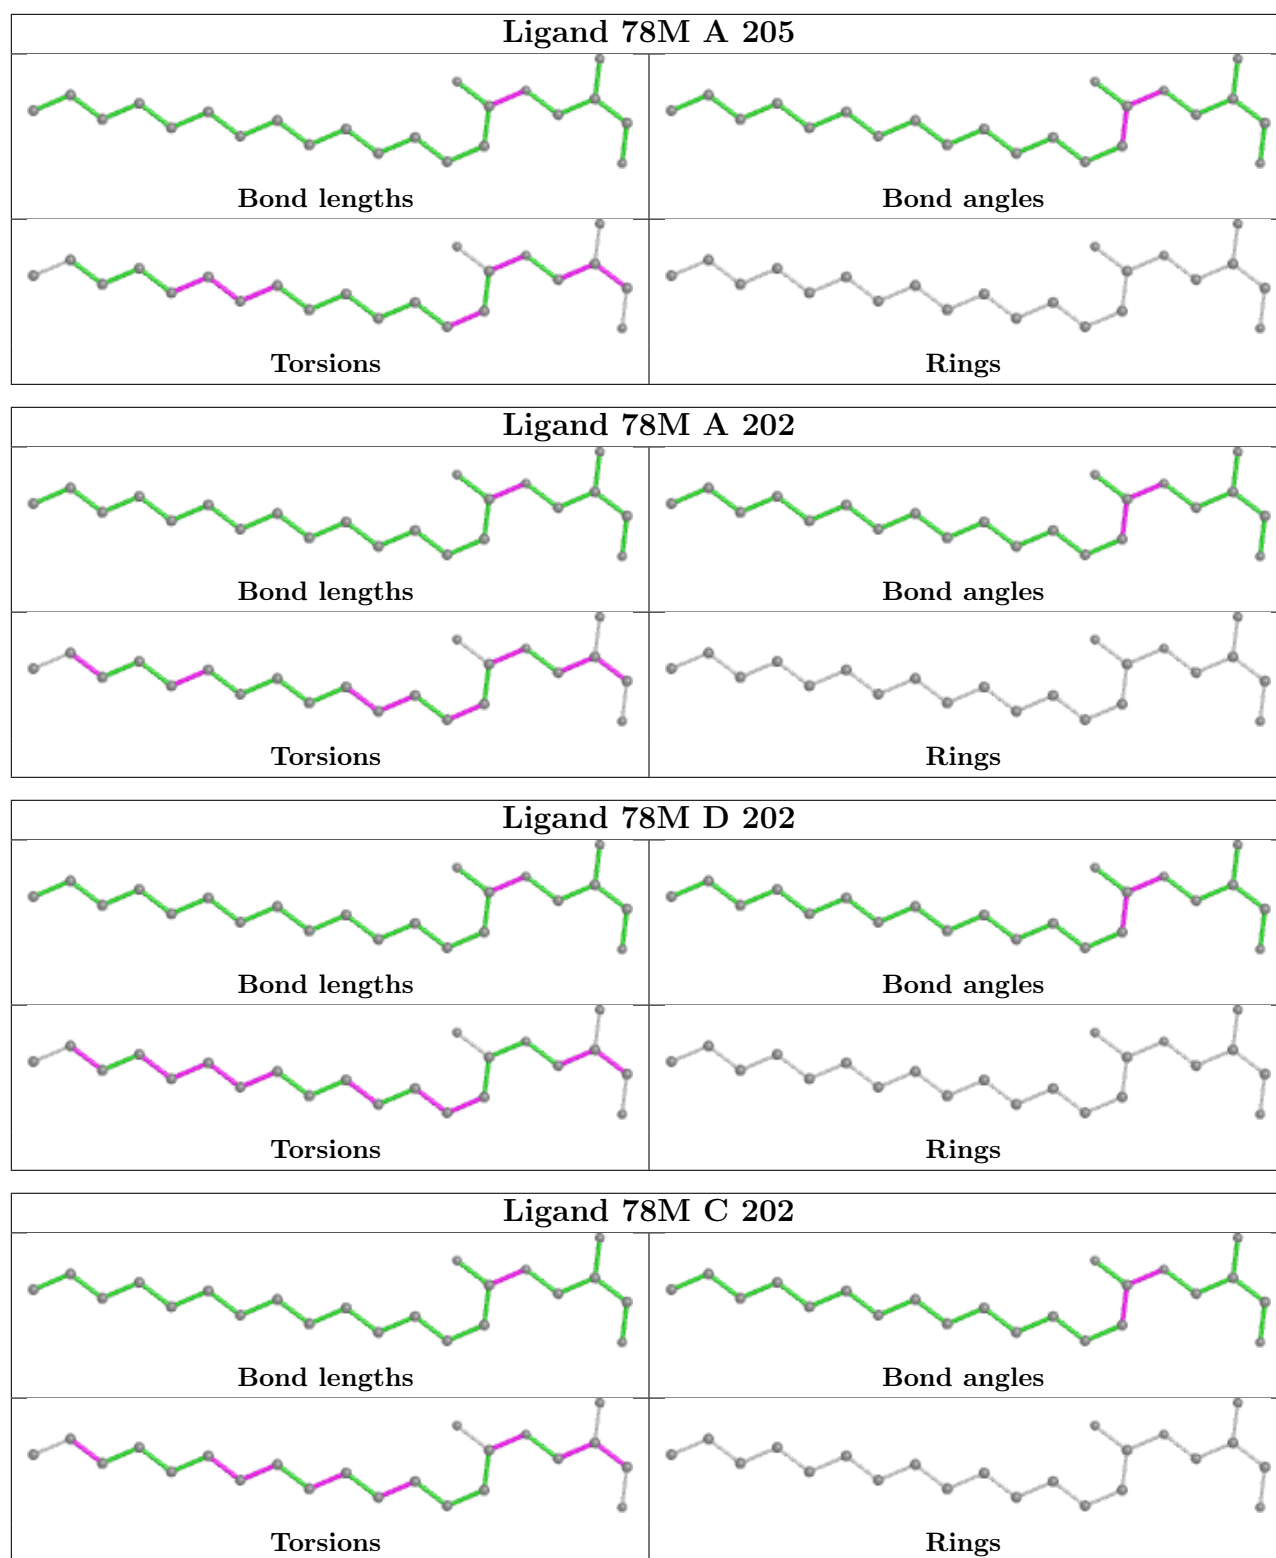 Ligand 78M A 205
Bond lengths
Bond angles
Torsions
Rings
Ligand 78M A 202
Bond lengths
Bond angles
Torsions
Rings
Ligand 78M D 202
Bond lengths
Bond angles
Torsions
Rings
Ligand 78M C 202
Bond lengths
Bond angles
Torsions
Rings